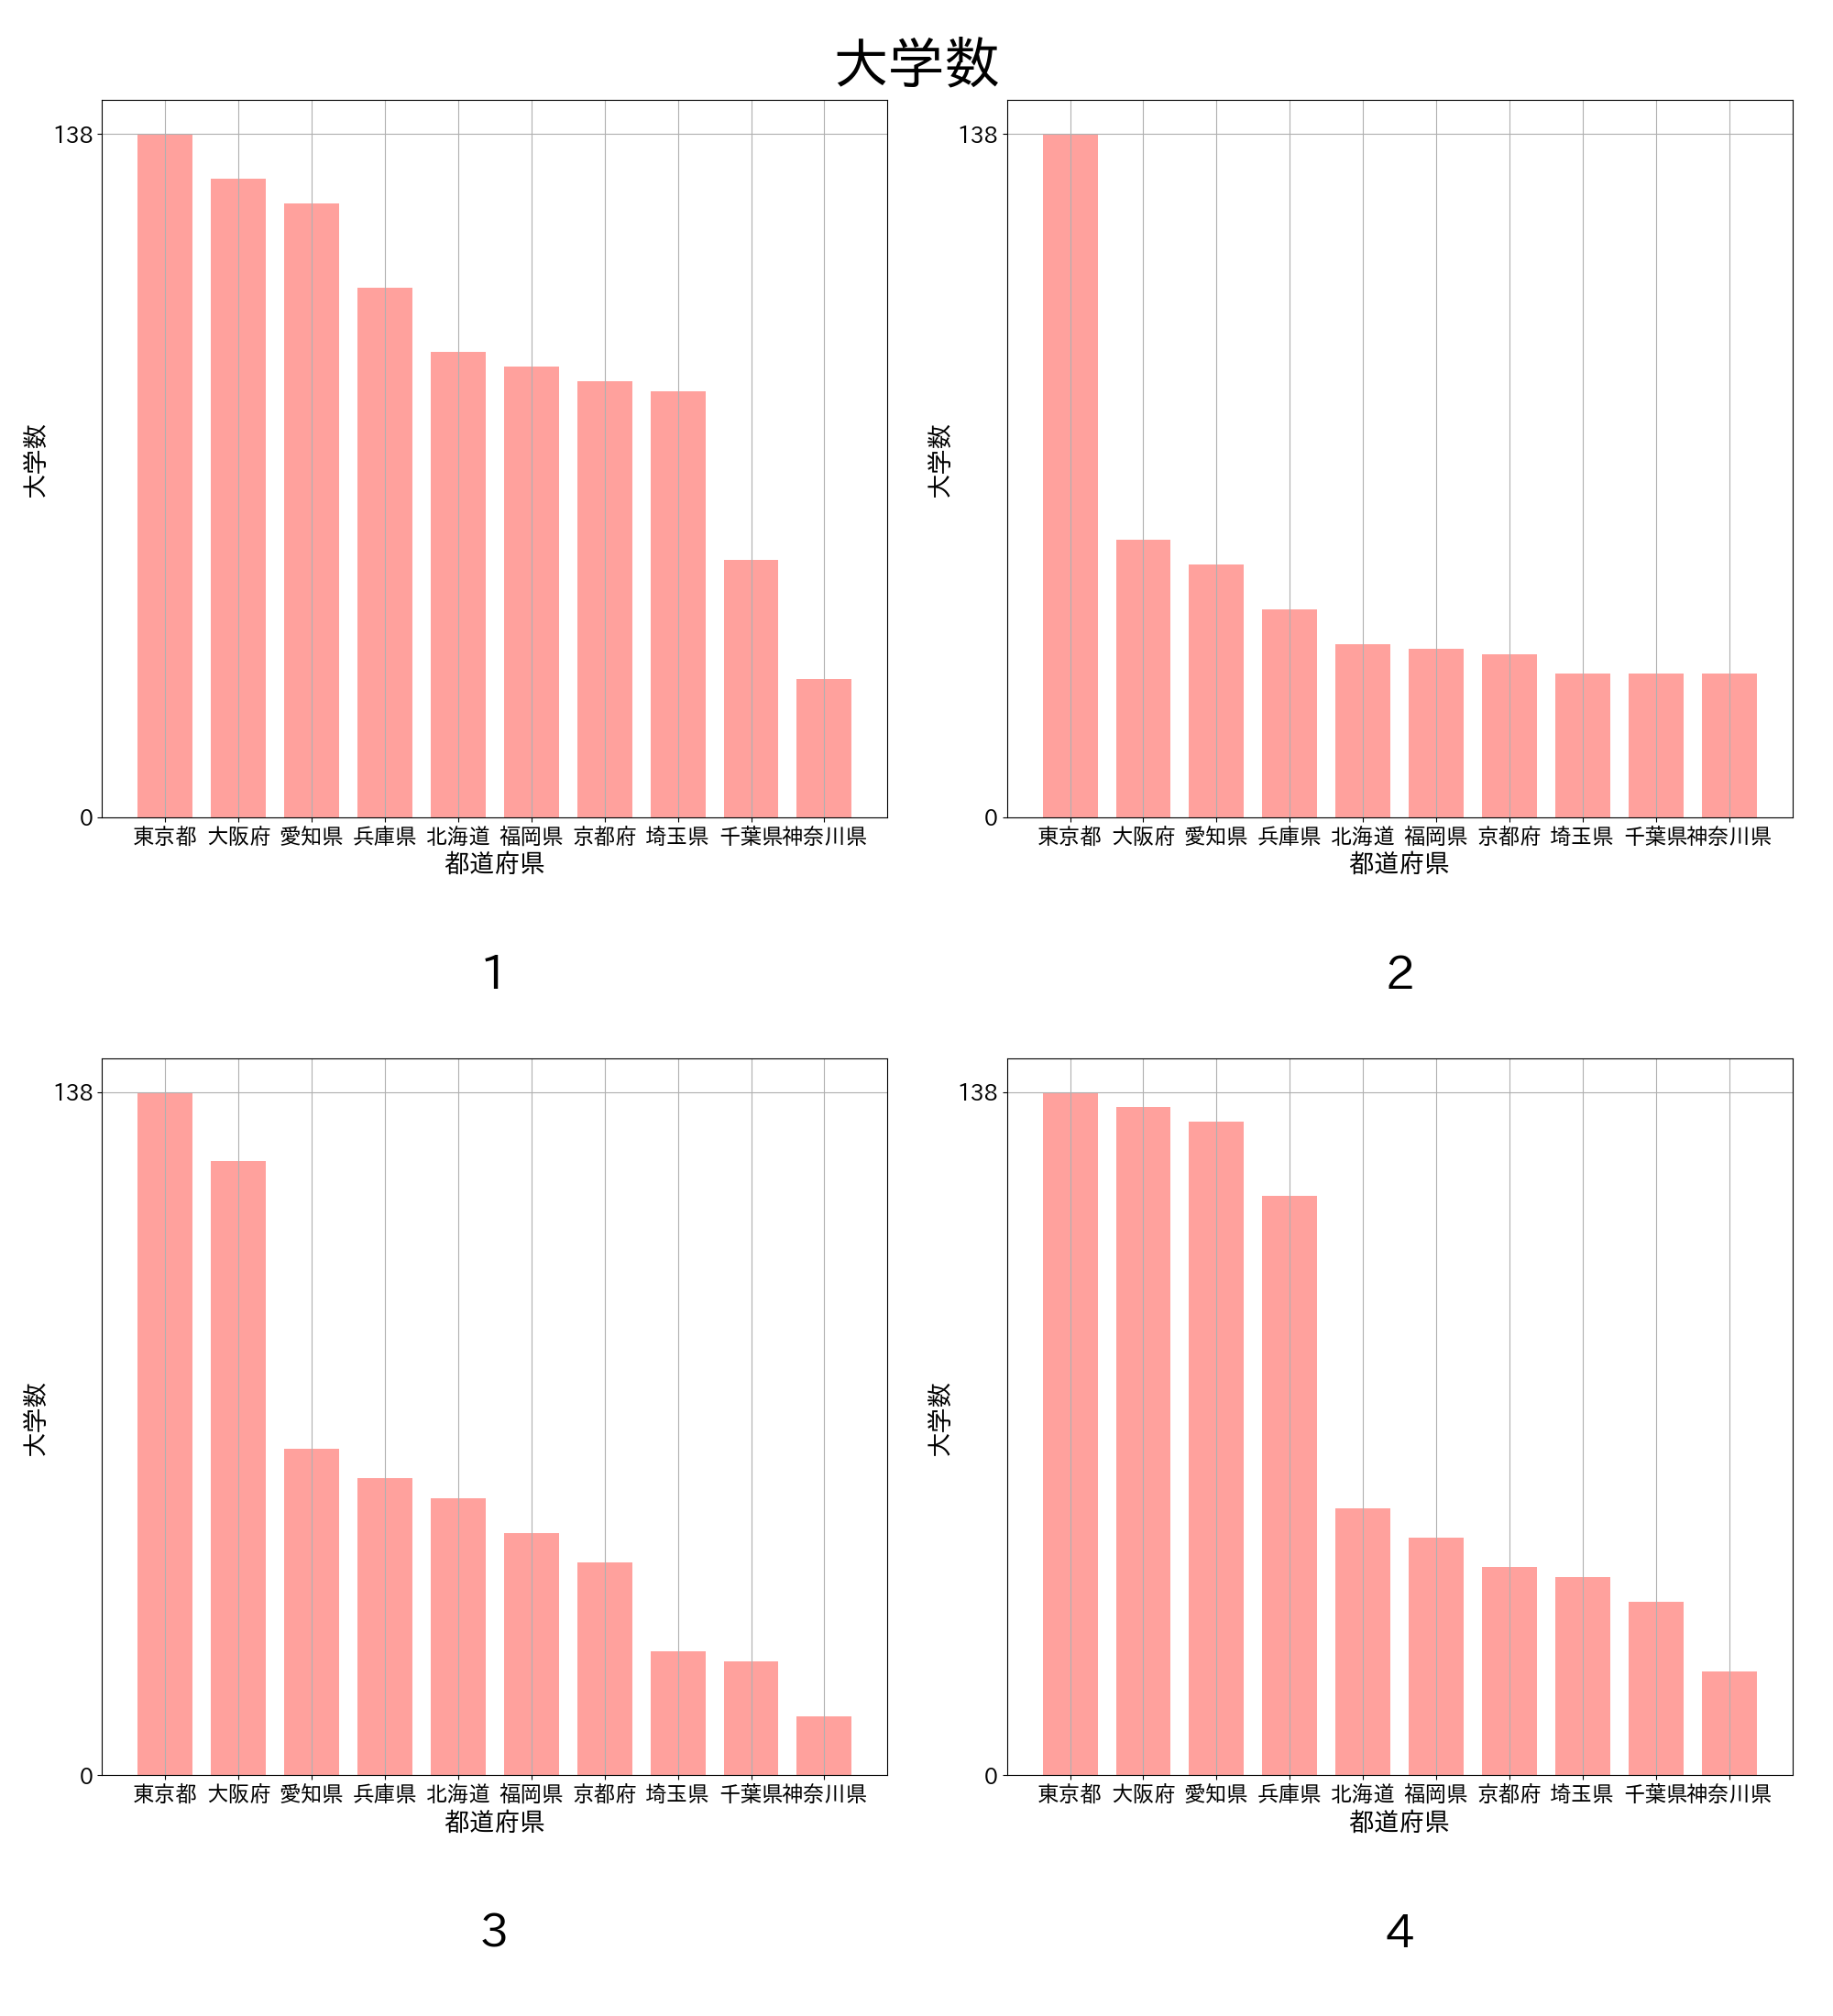 大学数
138
0
大学数
東京都 大阪府 愛知県 兵庫県 北海道 福岡県 京都府 埼玉県 千葉県 神奈川県
都道府県
1
138
0
大学数
東京都 大阪府 愛知県 兵庫県 北海道 福岡県 京都府 埼玉県 千葉県 神奈川県
都道府県
2
138
0
大学数
東京都 大阪府 愛知県 兵庫県 北海道 福岡県 京都府 埼玉県 千葉県 神奈川県
都道府県
3
138
0
大学数
東京都 大阪府 愛知県 兵庫県 北海道 福岡県 京都府 埼玉県 千葉県 神奈川県
都道府県
4